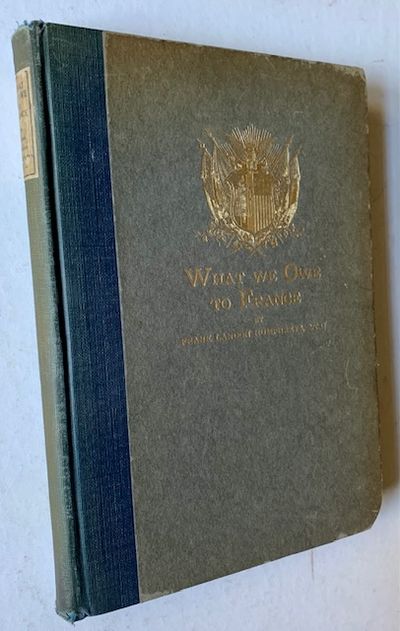 WHAT WE OWE
TO FRANCE
BY
FRANK LANDON HUMPHREYS